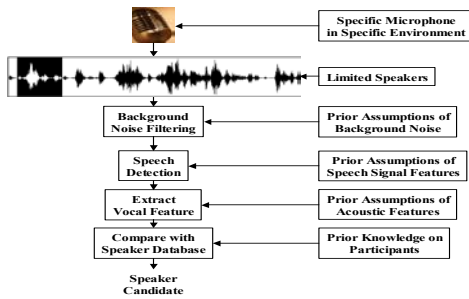 Specific Microphone
in Specific Environment
Limited Speakers
Background
Noise Filtering
Prior Assumptions of
Background Noise
Speech
Detection
Prior Assumptions of
Speech Signal Features
Extract
Vocal Feature
Prior Assumptions of
Acoustic Features
Compare with
Speaker Database
Prior Knowledge on
Participants
Speaker
Candidate